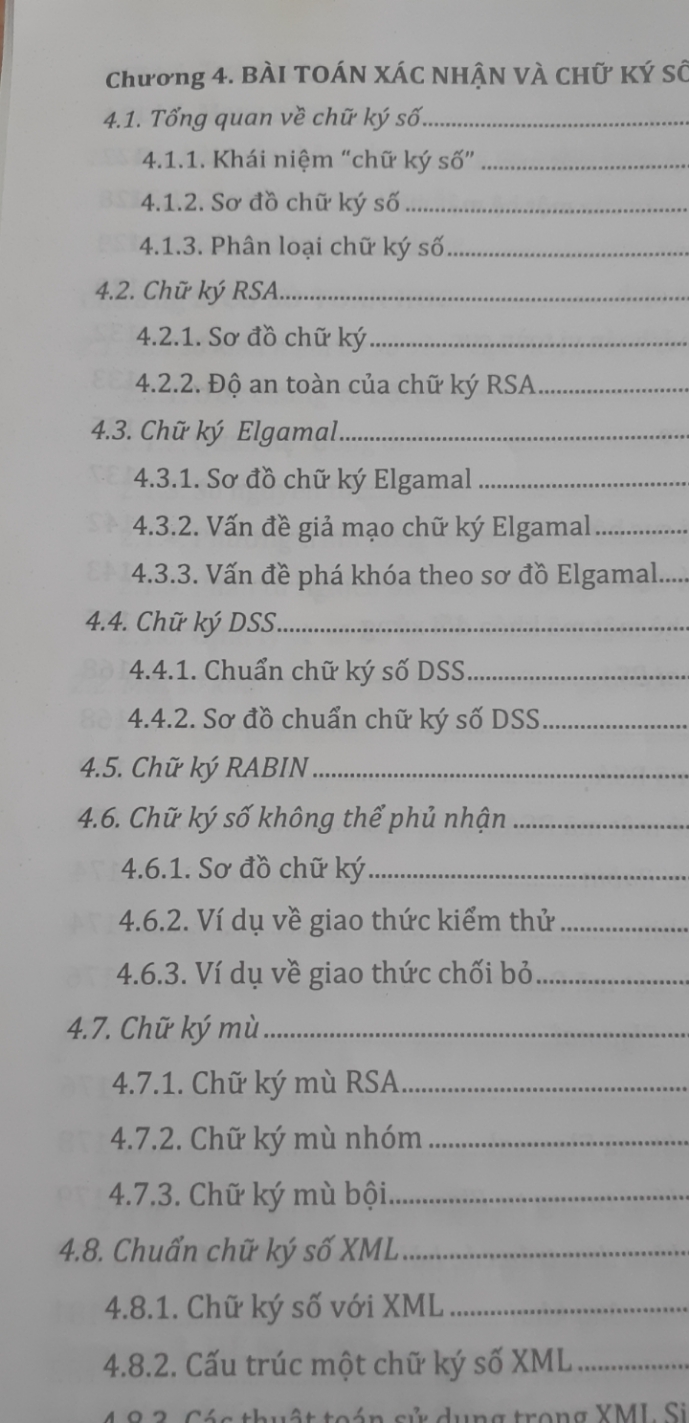 Chương 4. BÀI TOÁN XÁC NHẬN VÀ CHỮ KÝ SỐ
4.1. Tổng quan về chữ ký số
4.1.1. Khái niệm "chữ ký số"
4.1.2. Sơ đồ chữ ký số
4.1.3. Phân loại chữ ký số
4.2. Chữ ký RSA
4.2.1. Sơ đồ chữ ký
4.2.2. Độ an toàn của chữ ký RSA
4.3. Chữ ký Elgamal
4.3.1. Sơ đồ chữ ký Elgamal
4.3.2. Vấn đề giả mạo chữ ký Elgamal
4.3.3. Vấn đề phá khóa theo sơ đồ Elgamal
4.4. Chữ ký DSS
4.4.1. Chuẩn chữ ký số DSS
4.4.2. Sơ đồ chuẩn chữ ký số DSS
4.5. Chữ ký RABIN
4.6. Chữ ký số không thể phủ nhận
4.6.1. Sơ đồ chữ ký
4.6.2. Ví dụ về giao thức kiểm thử
4.6.3. Ví dụ về giao thức chối bỏ
4.7. Chữ ký mù
4.7.1. Chữ ký mù RSA
4.7.2. Chữ ký mù nhóm
4.7.3. Chữ ký mù bội
4.8. Chuẩn chữ ký số XML
4.8.1. Chữ ký số với XML
4.8.2. Cấu trúc một chữ ký số XML
4.8.3. Các thuật toán sử dụng trong XML Si